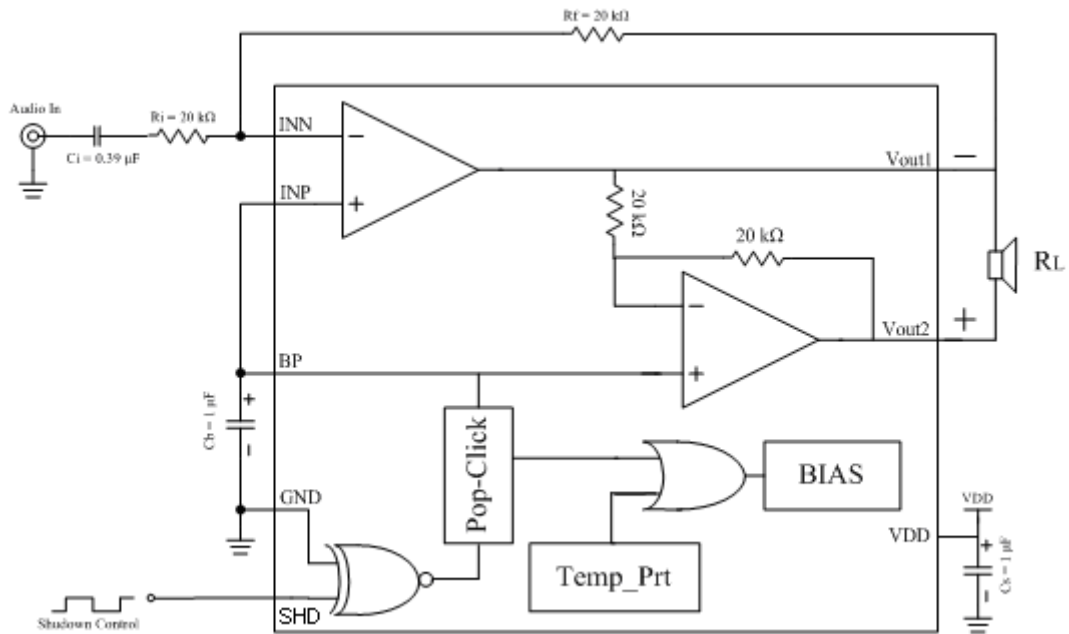 Rf = 20 kΩ
Audio In
Ri = 20 kΩ
Ci = 0.39 µF
INN
−
INP
+
Vout1
−
20 kΩ
20 kΩ
RL
−
+
Vout2
+
BP
+
Cb = 1 µF
−
Pop-Click
BIAS
GND
VDD
VDD
+
Cs = 1 µF
−
Temp_Prt
SHD
Shudown Control